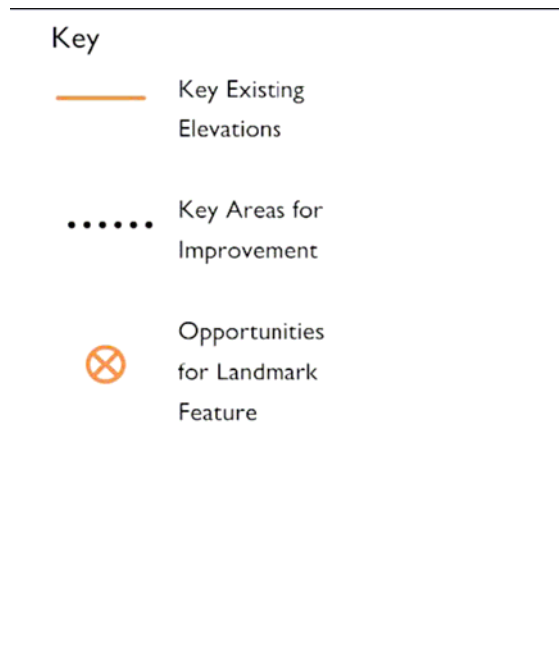 Key
Key Existing
Elevations
Key Areas for
Improvement
Opportunities
for Landmark
Feature